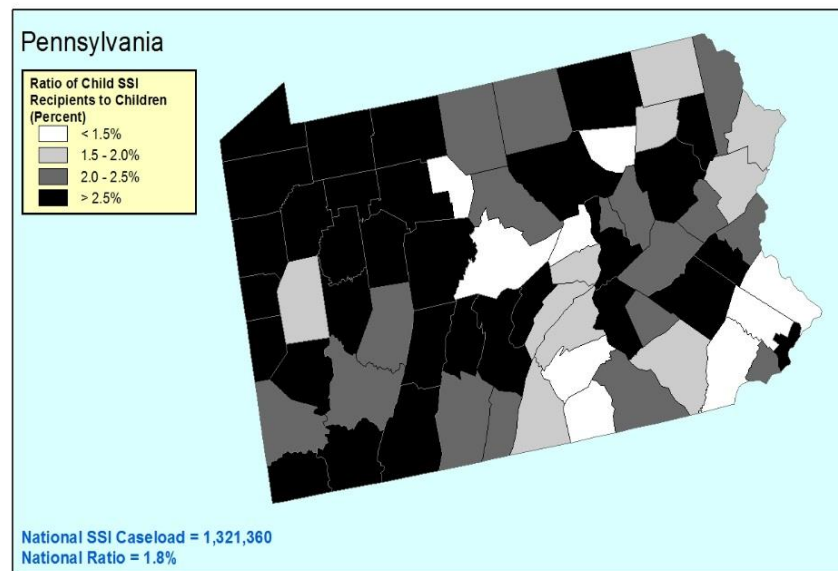 Pennsylvania
Ratio of Child SSI
Recipients to Children
(Percent)
< 1.5%
1.5 - 2.0%
2.0 - 2.5%
> 2.5%
National SSI Caseload = 1,321,360
National Ratio = 1.8%